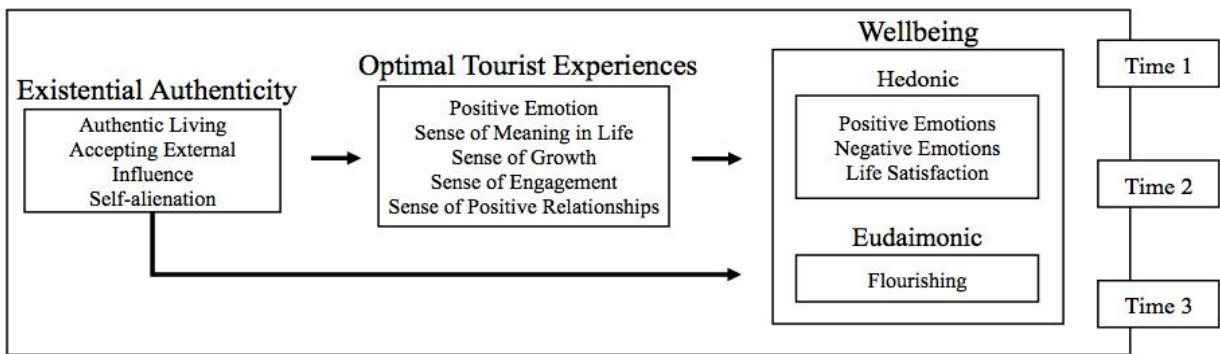 Existential Authenticity
Authentic Living
Accepting External
Influence
Self-alienation
Optimal Tourist Experiences
Positive Emotion
Sense of Meaning in Life
Sense of Growth
Sense of Engagement
Sense of Positive Relationships
Wellbeing
Hedonic
Positive Emotions
Negative Emotions
Life Satisfaction
Eudaimonic
Flourishing
Time 1
Time 2
Time 3